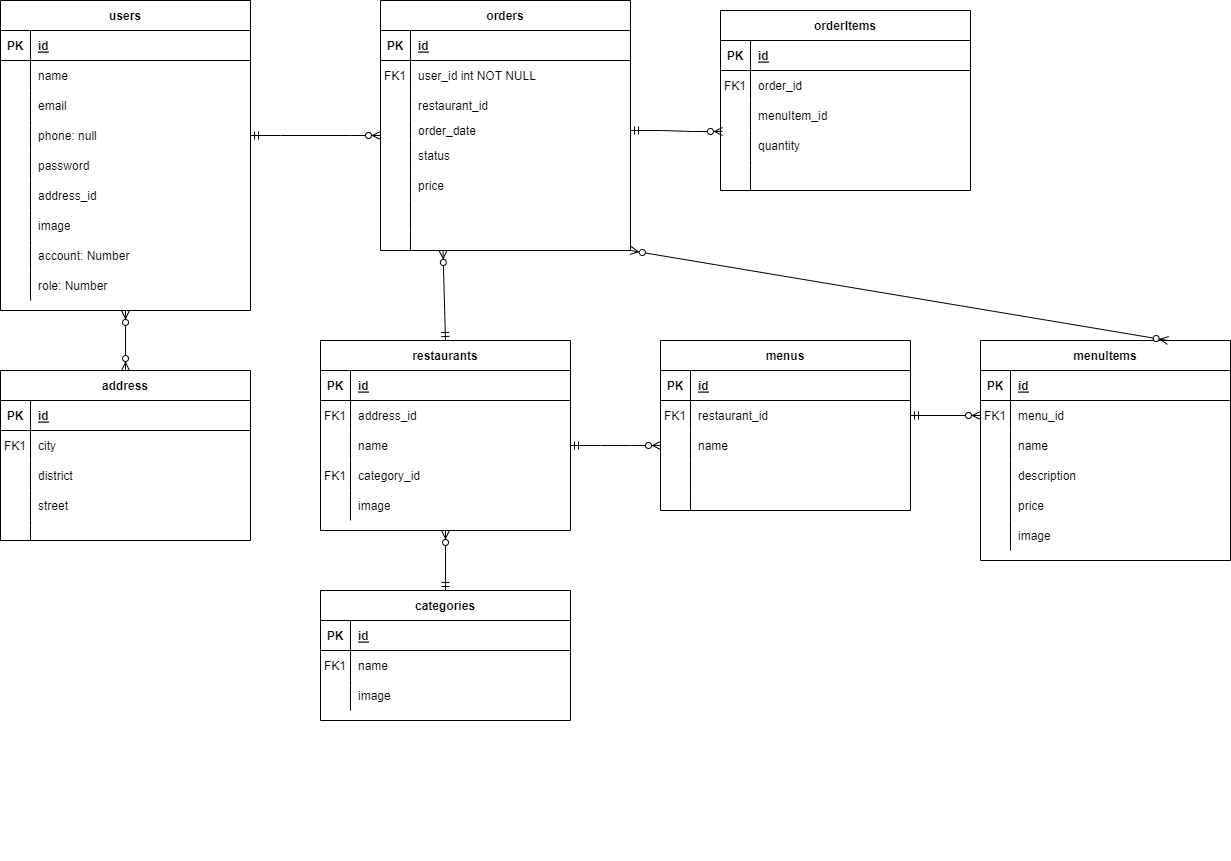 users
PK id
name
email
phone: null
password
address_id
image
account: Number
role: Number
orders
PK id
FK1 user_id int NOT NULL
restaurant_id
order_date
status
price
orderItems
PK id
FK1 order_id
menuItem_id
quantity
address
PK id
FK1 city
district
street
restaurants
PK id
FK1 address_id
name
FK1 category_id
image
menus
PK id
FK1 restaurant_id
name
menuItems
PK id
FK1 menu_id
name
description
price
image
categories
PK id
FK1 name
image